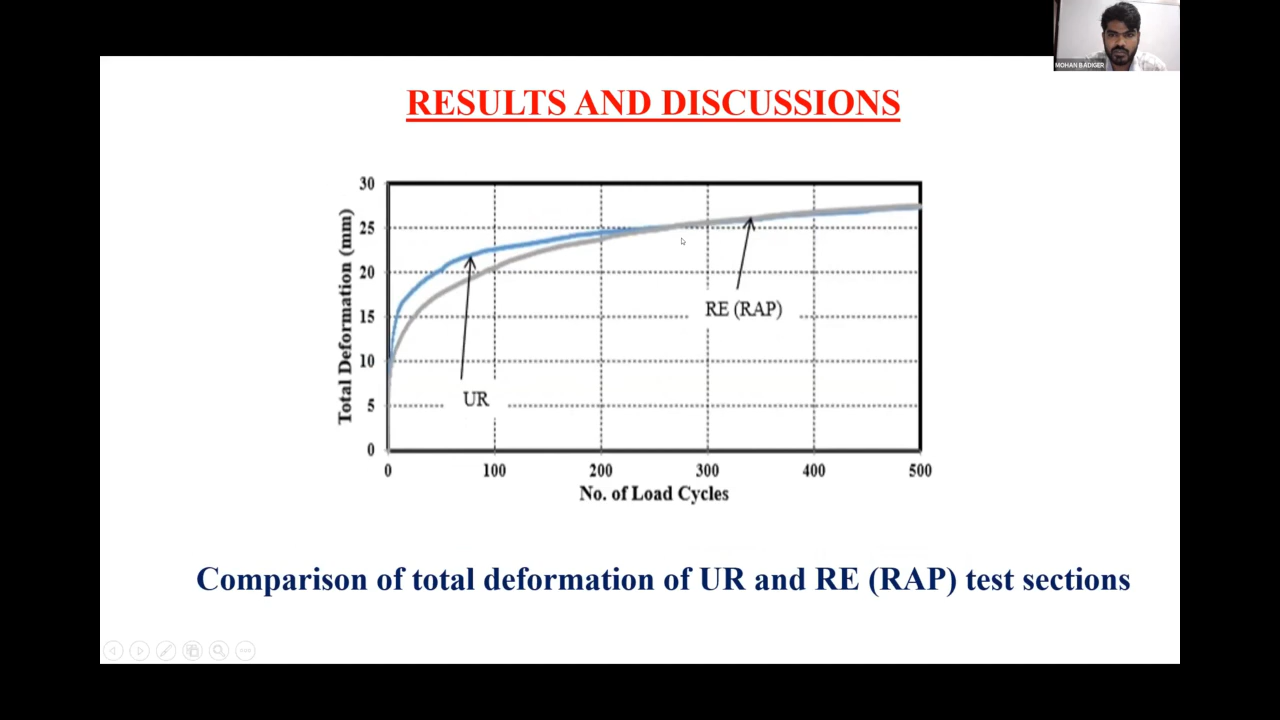 MOHAN BADIGER
RESULTS AND DISCUSSIONS
Total Deformation (mm)
30
25
20
15
10
5
0
RE (RAP)
UR
0 100 200 300 400 500
No. of Load Cycles
Comparison of total deformation of UR and RE (RAP) test sections